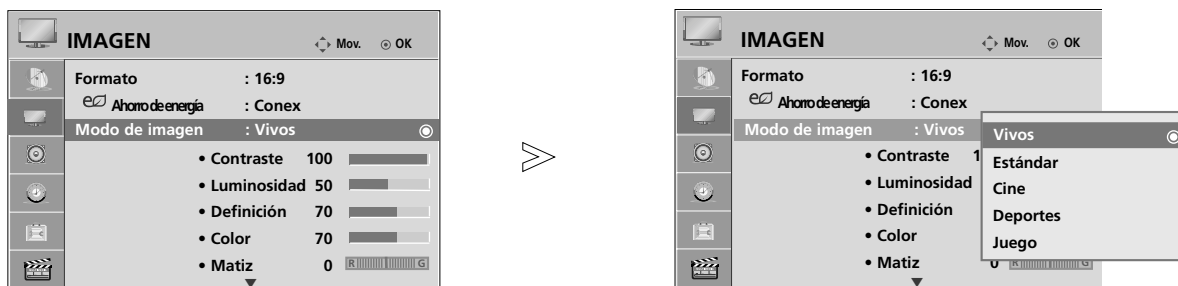 IMAGEN Mov. OK
Formato : 16:9
Ahorro de energía : Conex
Modo de imagen : Vivos
• Contraste 100
• Luminosidad 50
• Definición 70
• Color 70
• Matiz 0 R G
IMAGEN Mov. OK
Formato : 16:9
Ahorro de energía : Conex
Modo de imagen : Vivos
• Contraste 1
• Luminosidad
• Definición
• Color
• Matiz 0 R G
Vivos
Estándar
Cine
Deportes
Juego